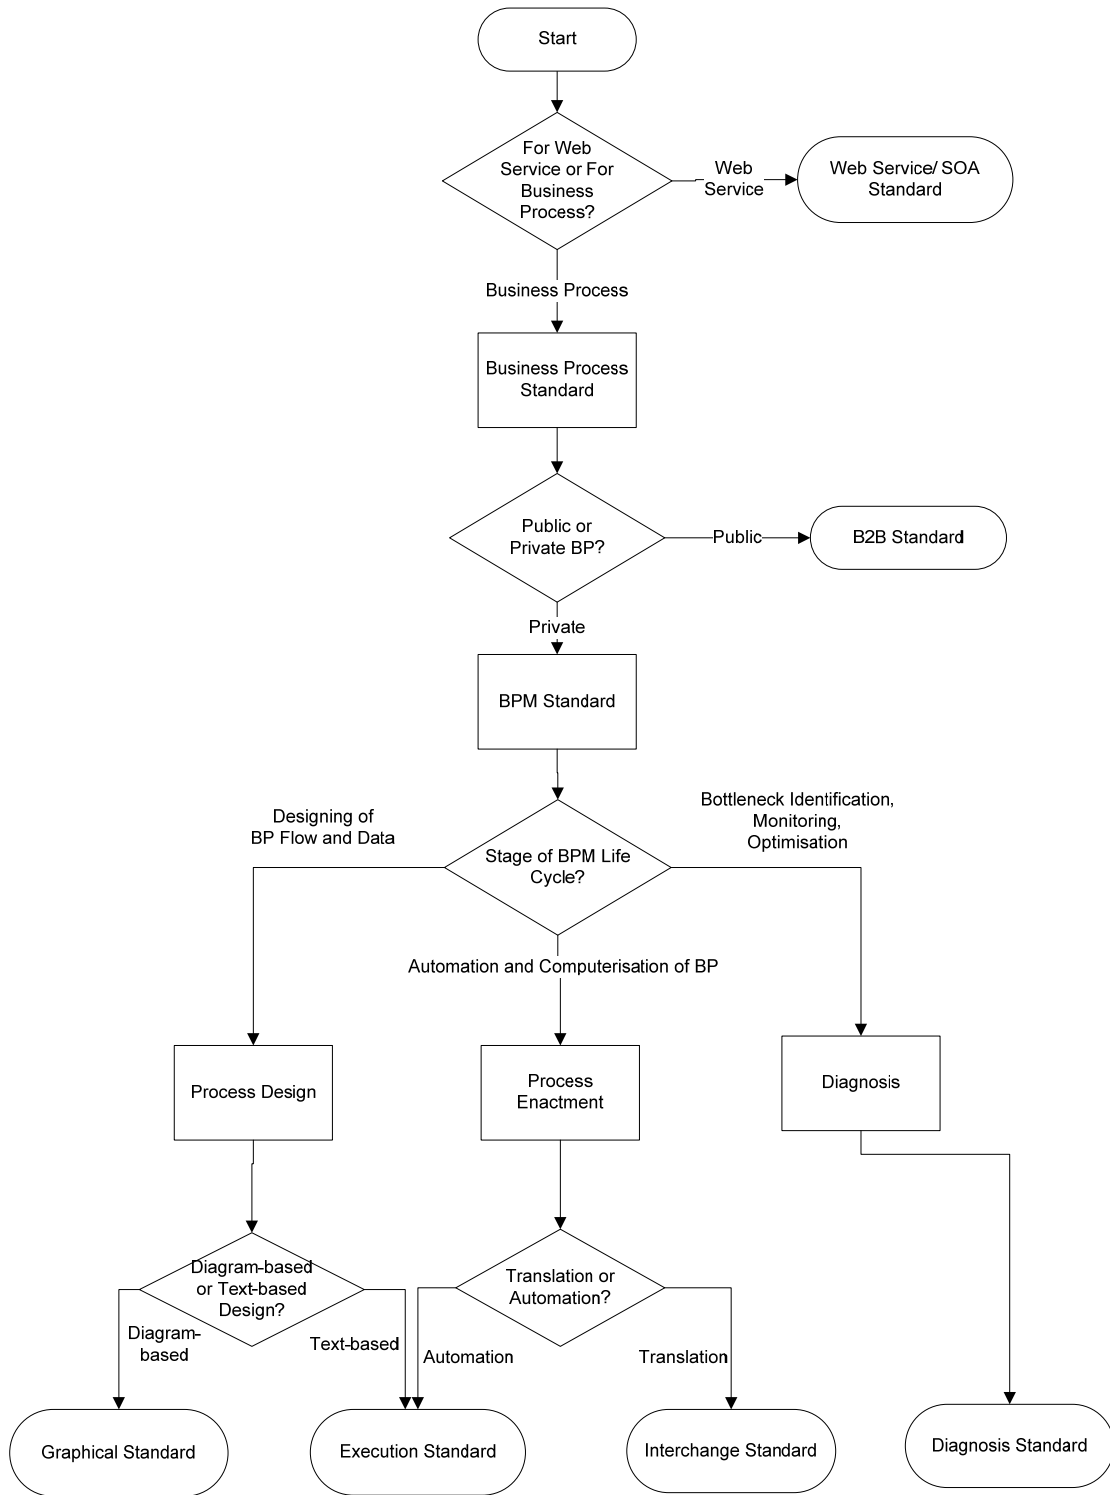 Start
For Web
Service or For
Business
Process?
Web
Service
Web Service/ SOA
Standard
Business Process
Business Process
Standard
Public or
Private BP?
Public
B2B Standard
Private
BPM Standard
Designing of
BP Flow and Data
Stage of BPM Life
Cycle?
Bottleneck Identification,
Monitoring,
Optimisation
Automation and Computerisation of BP
Process Design
Process
Enactment
Diagnosis
Diagram-based
or Text-based
Design?
Translation or
Automation?
Diagram-
based
Text-based
Automation
Translation
Graphical Standard
Execution Standard
Interchange Standard
Diagnosis Standard